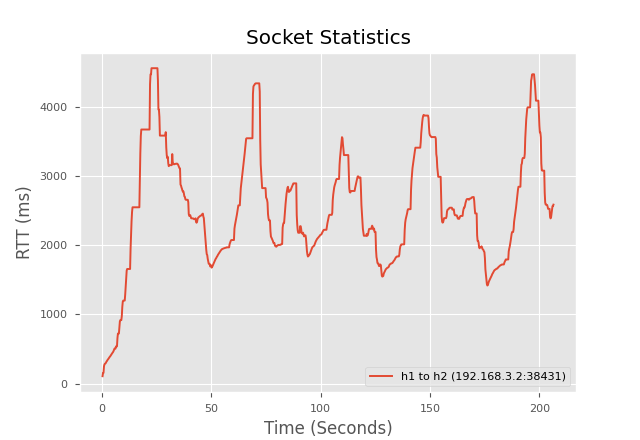 Socket Statistics
RTT (ms)
4000
3000
2000
1000
0
0
50
100
150
200
Time (Seconds)
h1 to h2 (192.168.3.2:38431)